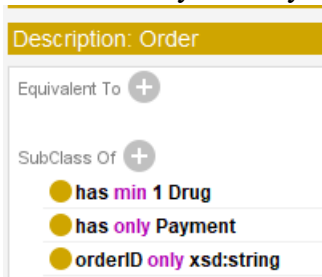 Description: Order
Equivalent To
SubClass Of
has min 1 Drug
has only Payment
orderID only xsd:string